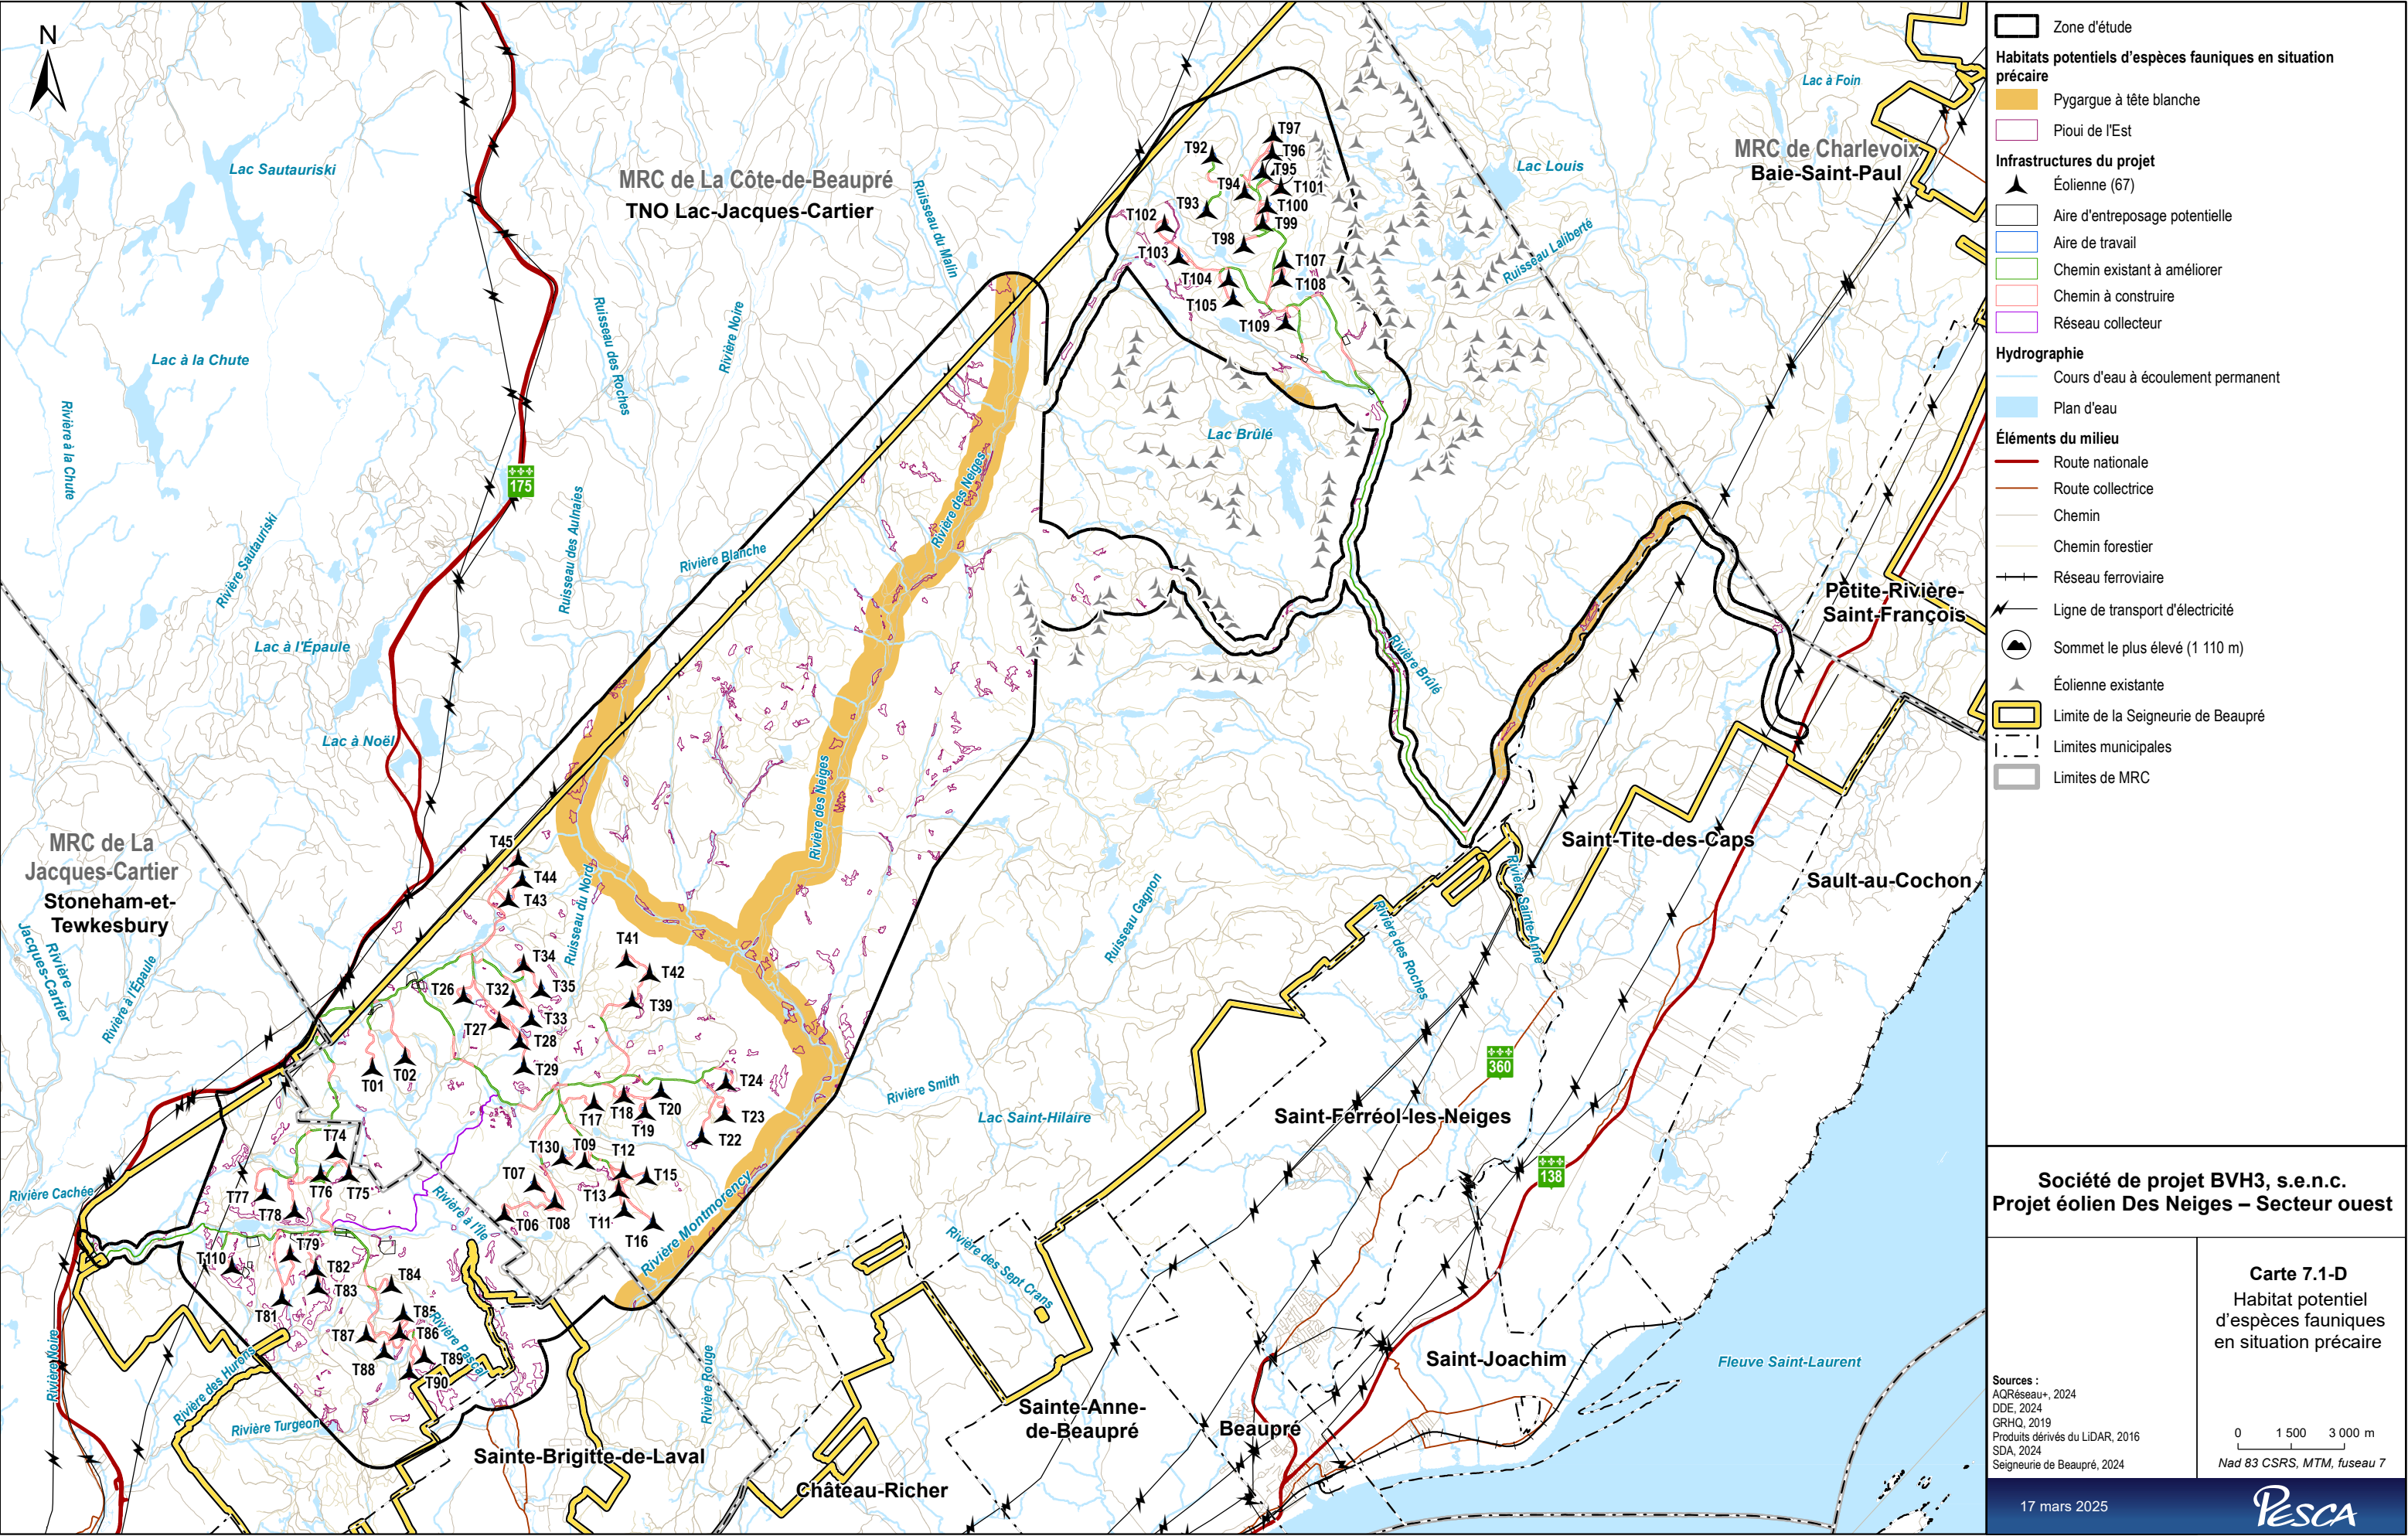 N
Lac Sautauriski
Lac à la Chute
Rivière à la Chute
Rivière Sautauriski
Lac à l'Épaule
Lac à Noël
175
MRC de La Côte-de-Beaupré
TNO Lac-Jacques-Cartier
Ruisseau du Malin
Ruisseau des Roches
Rivière Noire
Ruisseau des Aulnaies
Rivière Blanche
Rivière des Neiges
Rivière des Neiges
T97
T92
T96
T95
T94
T101
T93
T100
T102
T99
T98
T103
T107
T104
T108
T105
T109
Lac Brûlé
Lac Louis
Lac à Foin
Ruisseau Laliberté
MRC de Charlevoix
Baie-Saint-Paul
Petite-Rivière-
Saint-François
Rivière Brûlé
Saint-Tite-des-Caps
Sault-au-Cochon
Rivière Sainte-Anne
Rivière des Roches
Ruisseau Gagnon
MRC de La
Jacques-Cartier
Stoneham-et-
Tewkesbury
Rivière
Jacques-Cartier
Rivière à l'Épaule
T45
T44
T43
Ruisseau du Nord
T41
T34
T42
T26
T32
T35
T39
T27
T33
T28
T01
T02
T29
T24
T17
T18
T20
T23
T19
T22
T74
T130
T09
T12
T07
T15
T77
T76
T75
T13
T78
T06
T08
T11
T16
Rivière Cachée
Rivière à l'Île
Rivière Montmorency
Rivière Smith
Lac Saint-Hilaire
Saint-Ferréol-les-Neiges
360
138
T79
T110
T82
T84
T83
T81
T85
T87
T86
T88
T89
T90
Rivière Pascal
Rivière Noire
Rivière des Hurons
Rivière Turgeon
Rivière Rouge
Rivière des Sept Crans
Sainte-Brigitte-de-Laval
Château-Richer
Sainte-Anne-
de-Beaupré
Beaupré
Saint-Joachim
Fleuve Saint-Laurent
Zone d'étude
Habitats potentiels d'espèces fauniques en situation
précaire
Pygargue à tête blanche
Pioui de l'Est
Infrastructures du projet
Éolienne (67)
Aire d'entreposage potentielle
Aire de travail
Chemin existant à améliorer
Chemin à construire
Réseau collecteur
Hydrographie
Cours d'eau à écoulement permanent
Plan d'eau
Éléments du milieu
Route nationale
Route collectrice
Chemin
Chemin forestier
Réseau ferroviaire
Ligne de transport d'électricité
Sommet le plus élevé (1 110 m)
Éolienne existante
Limite de la Seigneurie de Beaupré
Limites municipales
Limites de MRC
Société de projet BVH3, s.e.n.c.
Projet éolien Des Neiges – Secteur ouest
Carte 7.1-D
Habitat potentiel
d'espèces fauniques
en situation précaire
Sources :
AQRéseau+, 2024
DDE, 2024
GRHQ, 2019
Produits dérivés du LiDAR, 2016
SDA, 2024
Seigneurie de Beaupré, 2024
0 1 500 3 000 m
Nad 83 CSRS, MTM, fuseau 7
17 mars 2025
PESCA